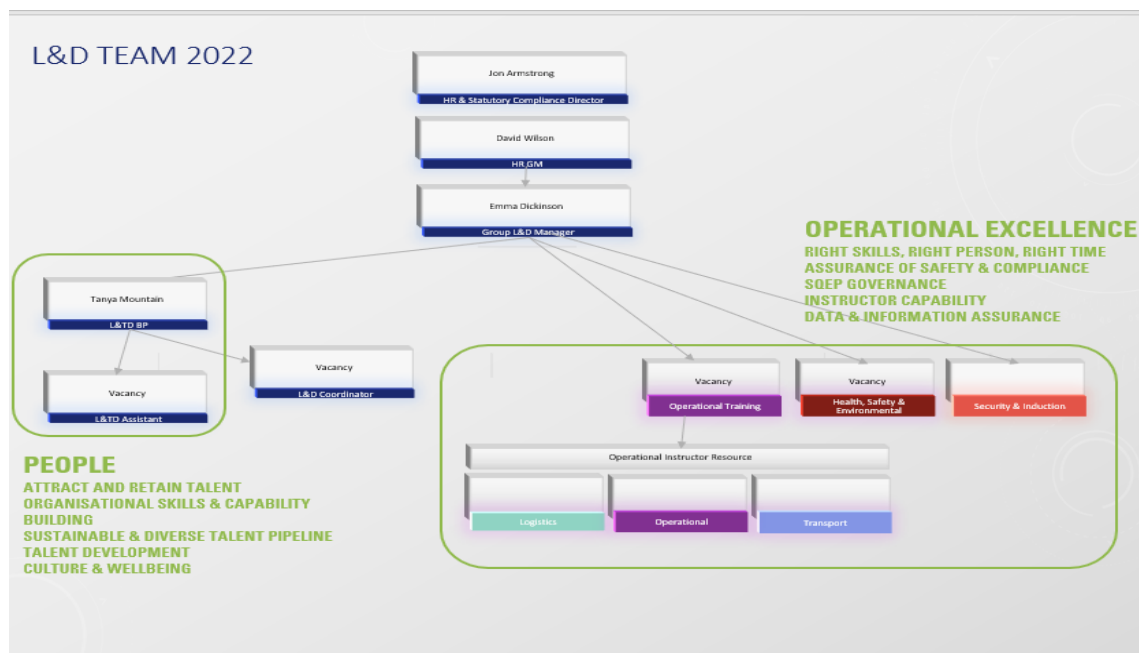 L&D TEAM 2022
Jon Armstrong
HR & Statutory Compliance Director
David Wilson
HR GM
Emma Dickinson
Group L&D Manager
OPERATIONAL EXCELLENCE
RIGHT SKILLS, RIGHT PERSON, RIGHT TIME
ASSURANCE OF SAFETY & COMPLIANCE
SQEP GOVERNANCE
INSTRUCTOR CAPABILITY
DATA & INFORMATION ASSURANCE
Tanya Mountain
L&TD BP
Vacancy
L&TD Assistant
Vacancy
L&D Coordinator
PEOPLE
ATTRACT AND RETAIN TALENT
ORGANISATIONAL SKILLS & CAPABILITY
BUILDING
SUSTAINABLE & DIVERSE TALENT PIPELINE
TALENT DEVELOPMENT
CULTURE & WELLBEING
Vacancy
Operational Training
Vacancy
Health, Safety &
Environmental
Security & Induction
Operational Instructor Resource
Logistics
Operational
Transport